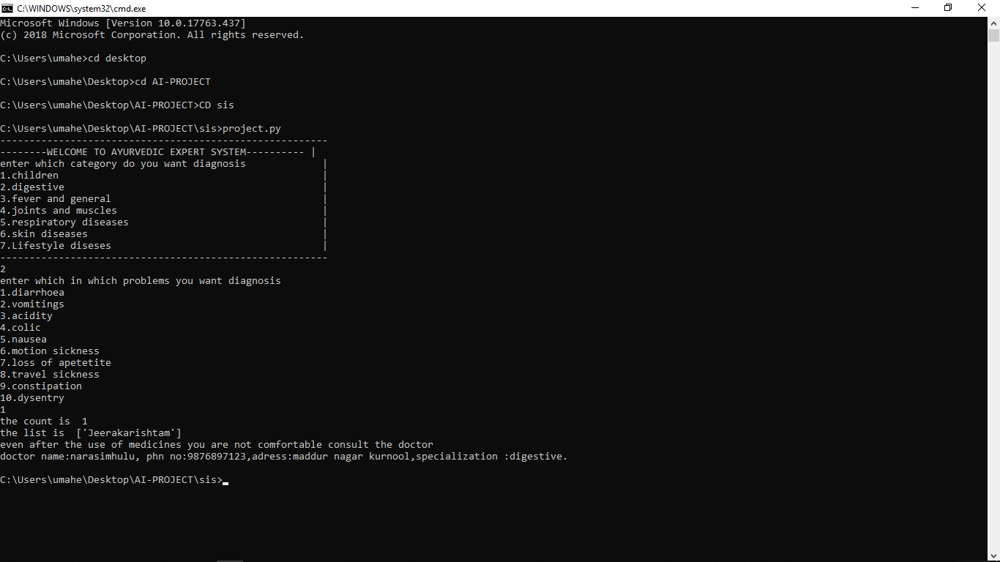 C:\WINDOWS\system32\cmd.exe
Microsoft Windows [Version 10.0.17763.437]
(c) 2018 Microsoft Corporation. All rights reserved.
C:\Users\umahe>cd desktop
C:\Users\umahe\Desktop>cd AI-PROJECT
C:\Users\umahe\Desktop\AI-PROJECT>CD sis
C:\Users\umahe\Desktop\AI-PROJECT\sis>project.py
--------------------------------------------------------
--------WELCOME TO AYURVEDIC EXPERT SYSTEM---------- |
enter which category do you want diagnosis             |
1.children                                             |
2.digestive                                            |
3.fever and general                                    |
4.joints and muscles                                   |
5.respiratory diseases                                 |
6.skin diseases                                        |
7.Lifestyle diseses                                    |
--------------------------------------------------------
2
enter which in which problems you want diagnosis
1.diarrhoea
2.vomitings
3.acidity
4.colic
5.nausea
6.motion sickness
7.loss of apetetite
8.travel sickness
9.constipation
10.dysentry
1
the count is  1
the list is  ['Jeerakarishtam']
even after the use of medicines you are not comfortable consult the doctor
doctor name:narasimhulu, phn no:9876897123,adress:maddur nagar kurnool,specialization :digestive.
C:\Users\umahe\Desktop\AI-PROJECT\sis>